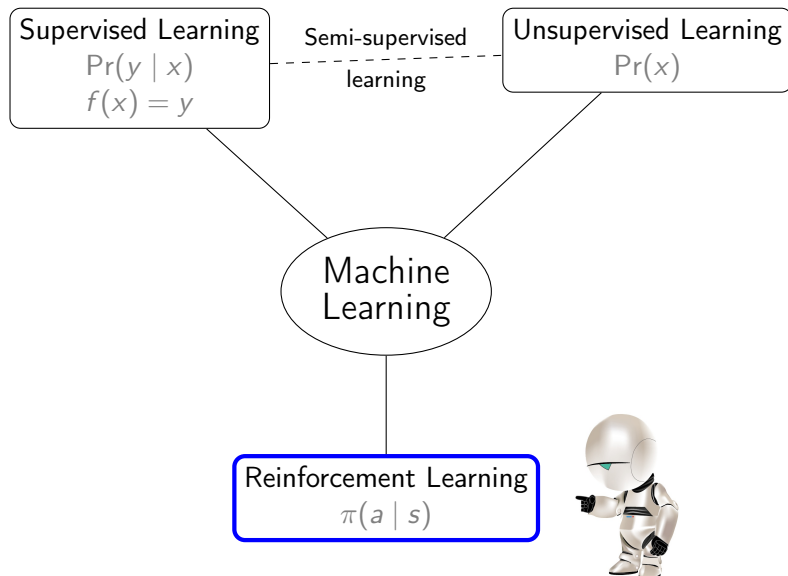 Supervised Learning
Pr(y | x)
f(x) = y
Semi-supervised
learning
Unsupervised Learning
Pr(x)
Machine
Learning
Reinforcement Learning
π(a | s)